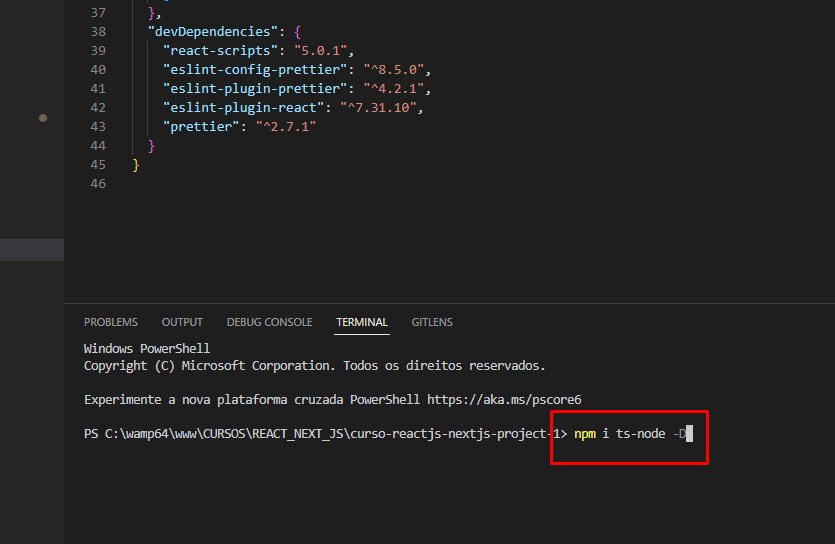 37 },
38 "devDependencies": {
39 "react-scripts": "5.0.1",
40 "eslint-config-prettier": "^8.5.0",
41 "eslint-plugin-prettier": "^4.2.1",
42 "eslint-plugin-react": "^7.31.10",
43 "prettier": "^2.7.1"
44 }
45 }
46
PROBLEMS OUTPUT DEBUG CONSOLE TERMINAL GITLENS
Windows PowerShell
Copyright (C) Microsoft Corporation. Todos os direitos reservados.
Experimente a nova plataforma cruzada PowerShell https://aka.ms/pscore6
PS C:\wamp64\www\CURSOS\REACT_NEXT_JS\curso-reactjs-nextjs-project-1> npm i ts-node -D